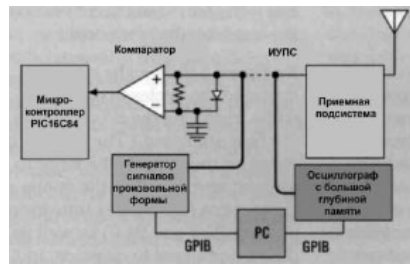 Компаратор
ИУПС
Микро-
контроллер
PIC16C84
Приемная
подсистема
Генератор
сигналов
произвольной
формы
Осциллограф
с большой
глубиной
памяти
GPIB
PC
GPIB